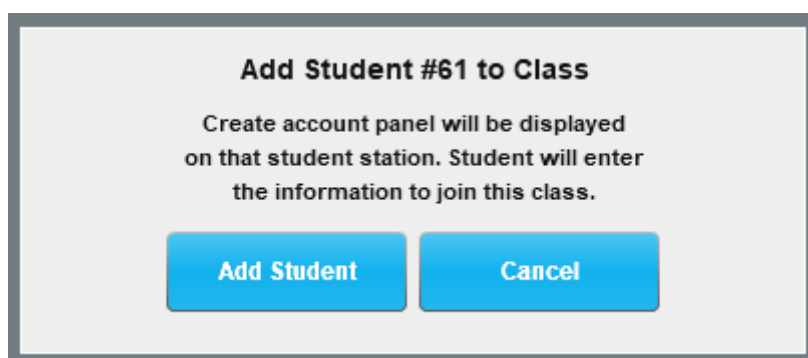 Add Student #61 to Class
Create account panel will be displayed
on that student station. Student will enter
the information to join this class.
Add Student
Cancel